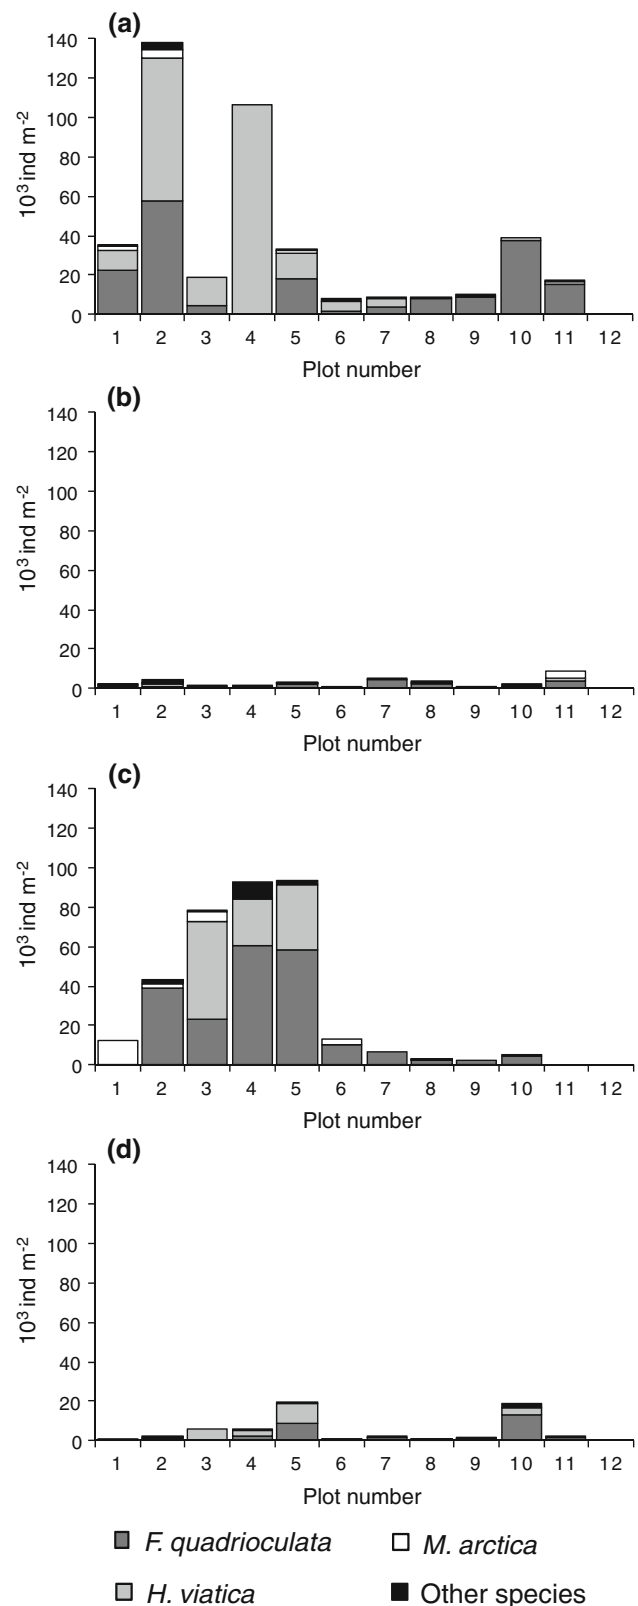 (a)
140
120
100
80
60
40
20
0
10³ ind m⁻²
1 2 3 4 5 6 7 8 9 10 11 12
Plot number
(b)
140
120
100
80
60
40
20
0
10³ ind m⁻²
1 2 3 4 5 6 7 8 9 10 11 12
Plot number
(c)
140
120
100
80
60
40
20
0
10³ ind m⁻²
1 2 3 4 5 6 7 8 9 10 11 12
Plot number
(d)
140
120
100
80
60
40
20
0
10³ ind m⁻²
1 2 3 4 5 6 7 8 9 10 11 12
Plot number
F. quadrioculata M. arctica
H. viatica Other species